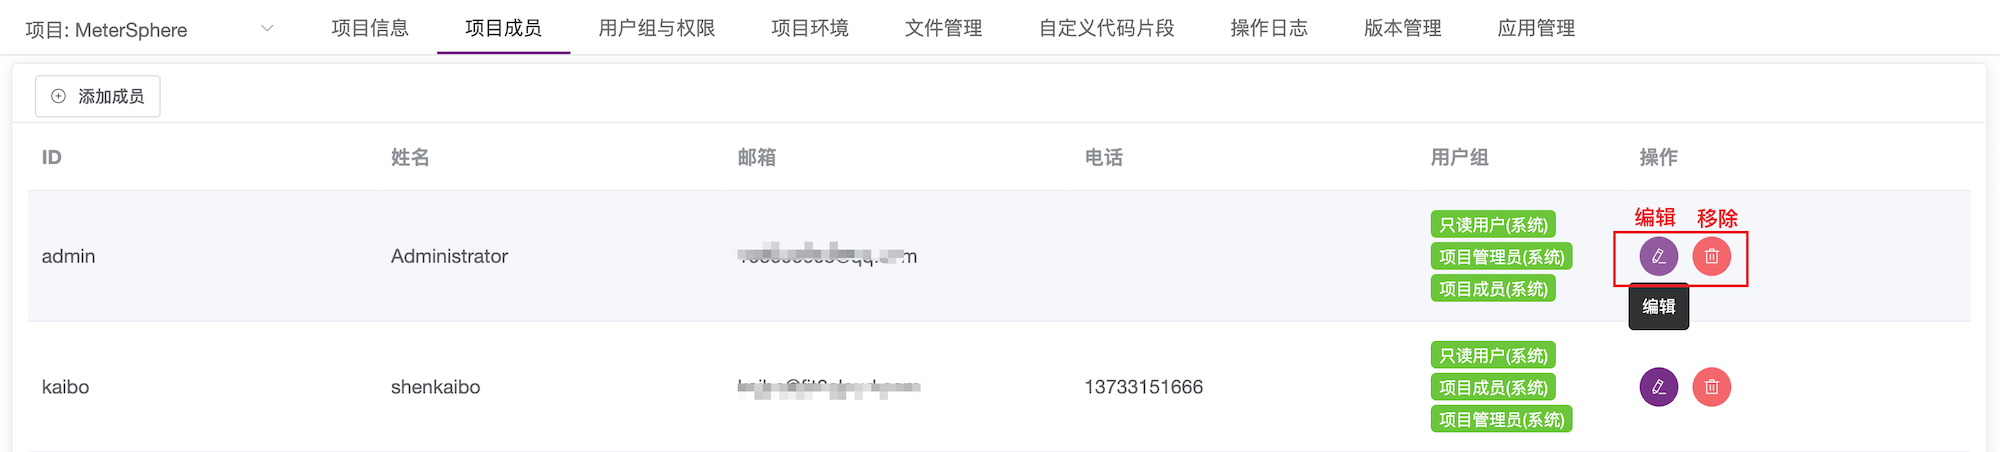 项目: MeterSphere 项目信息 项目成员 用户组与权限 项目环境 文件管理 自定义代码片段 操作日志 版本管理 应用管理
添加成员
ID 姓名 邮箱 电话 用户组 操作
编辑 移除
只读用户(系统)
admin Administrator 项目管理员(系统)
项目成员(系统)
编辑
只读用户(系统)
kaibo shenkaibo 13733151666 项目成员(系统)
项目管理员(系统)